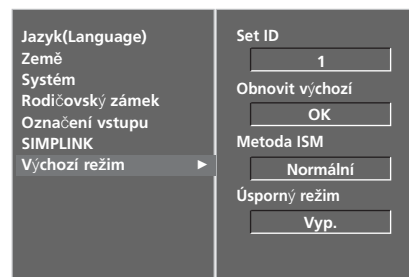 Jazyk(Language)
Země
Systém
Rodičovský zámek
Označení vstupu
SIMPLINK
Výchozí režim ►
Set ID
1
Obnovit výchozí
OK
Metoda ISM
Normální
Úsporný režim
Vyp.